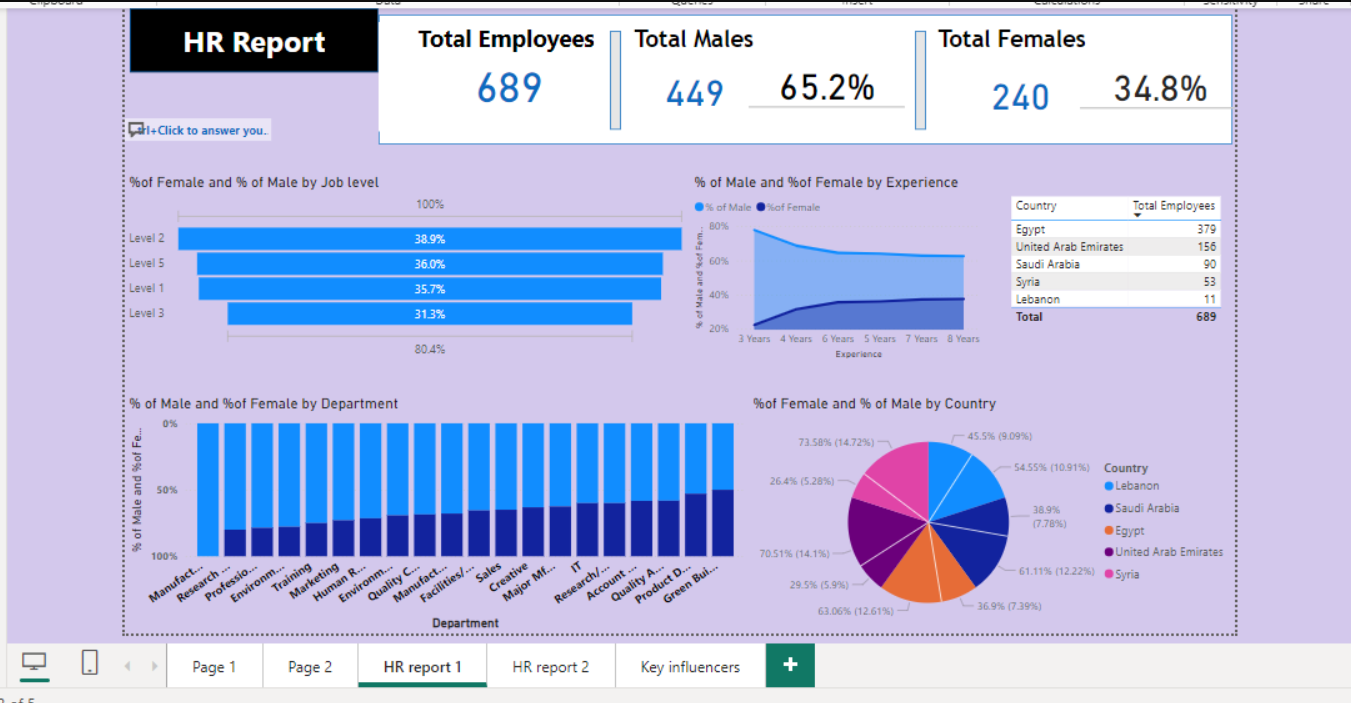 Clipboard
Data
Queries
Insert
Calculations
Sensitivity
Share
HR Report
Total Employees
689
Total Males
449
65.2%
Total Females
240
34.8%
rl+Click to answer you.
%of Female and % of Male by Job level
100%
Level 2
38.9%
Level 5
36.0%
Level 1
35.7%
Level 3
31.3%
80.4%
% of Male and %of Female by Experience
% of Male
%of Female
% of Male and %of Fem...
80%
60%
40%
20%
3 Years
4 Years
6 Years
5 Years
7 Years
8 Years
Experience
Country Total Employees
Egypt 379
United Arab Emirates 156
Saudi Arabia 90
Syria 53
Lebanon 11
Total 689
% of Male and %of Female by Department
% of Male and %of Fe...
0%
50%
100%
Manufact...
Research ...
Professio...
Environm...
Training
Marketing
Human R...
Environm...
Quality C...
Manufact...
Facilities/...
Sales
Creative
Major Mf...
IT
Research/...
Account ...
Quality A...
Product D...
Green Bui...
Department
%of Female and % of Male by Country
45.5% (9.09%)
54.55% (10.91%)
38.9%
(7.78%)
61.11% (12.22%)
36.9% (7.39%)
63.06% (12.61%)
29.5% (5.9%)
70.51% (14.1%)
26.4% (5.28%)
73.58% (14.72%)
Country
Lebanon
Saudi Arabia
Egypt
United Arab Emirates
Syria
Page 1
Page 2
HR report 1
HR report 2
Key influencers
+
of 5